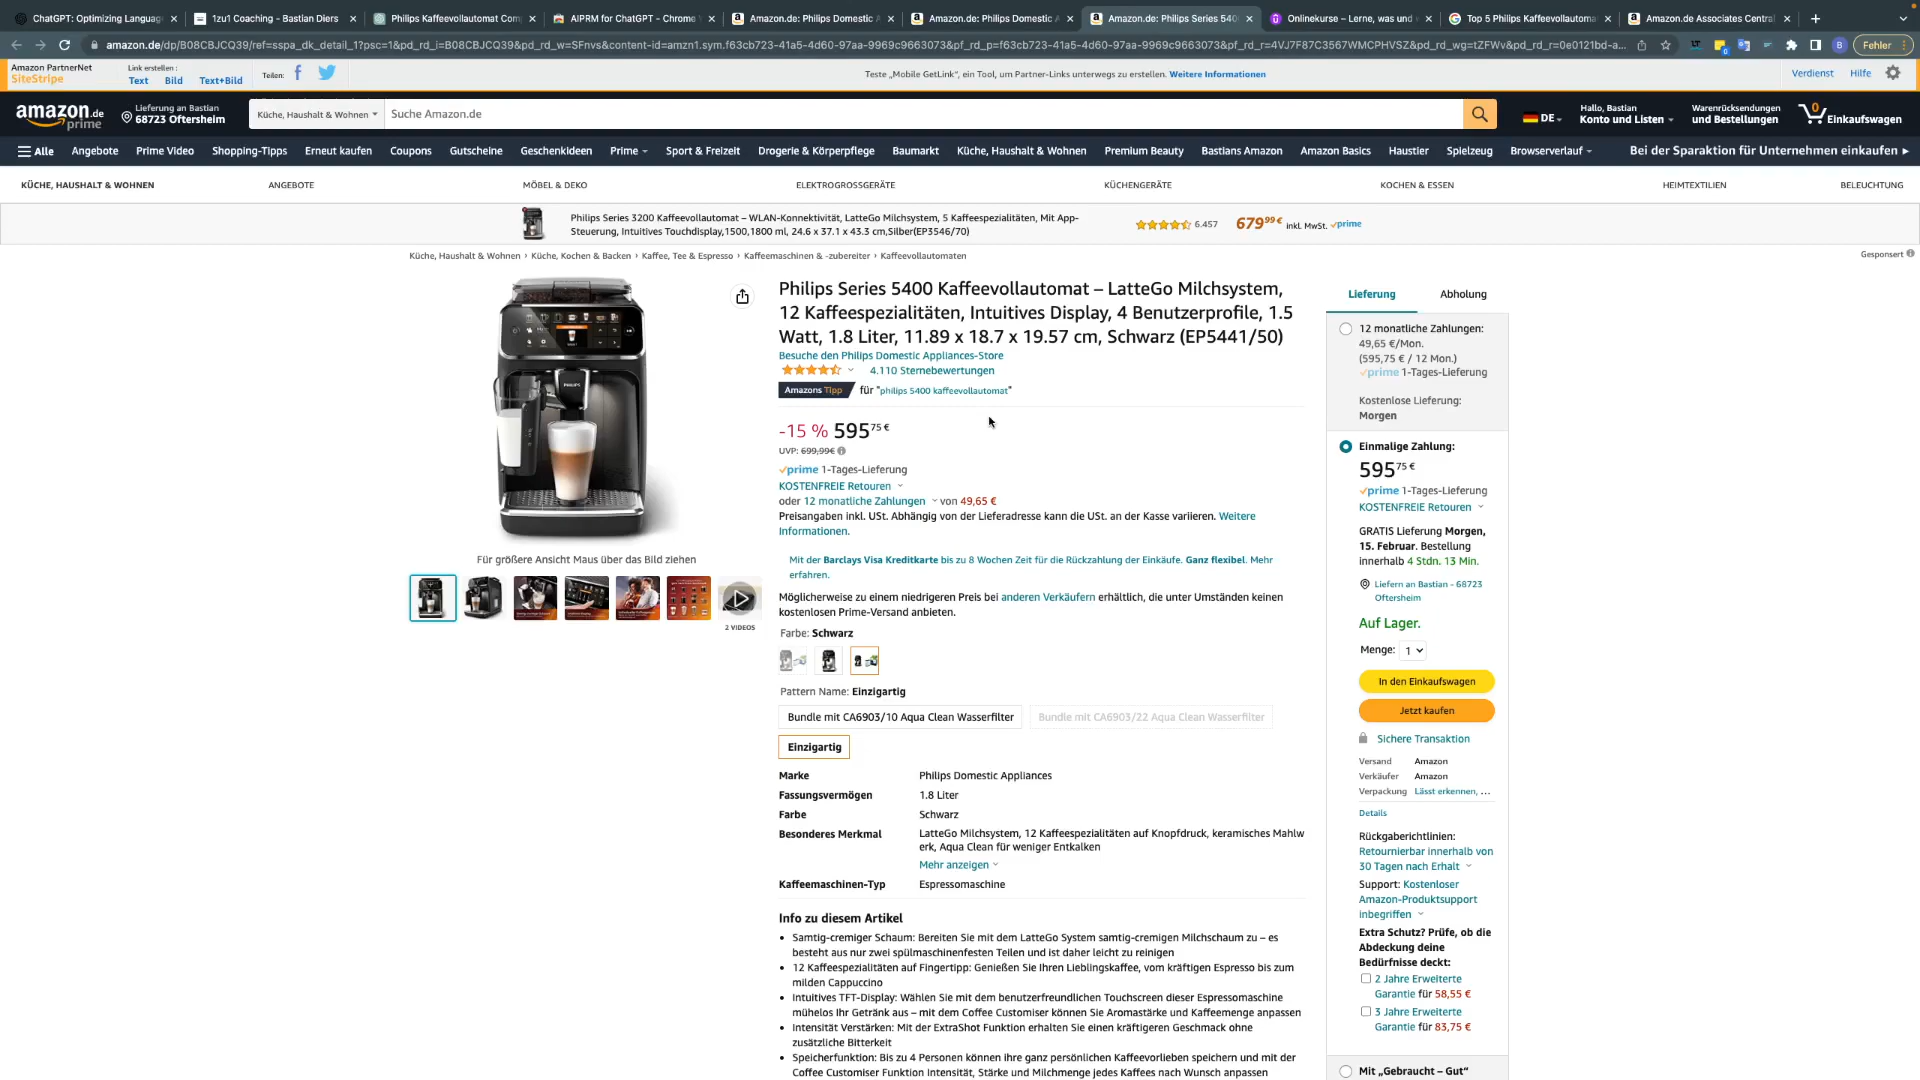 ChatGPT: Optimizing Languag
1zu1 Coaching - Bastian Diers
Philips Kaffeevollautomat Com
AIPRM for ChatGPT - Chrome
Amazon.de: Philips Domestic A
Amazon.de: Philips Domestic A
Amazon.de: Philips Series 540
Onlinekurse – Lerne, was und
Top 5 Philips Kaffeevollautoma
Amazon.de Associates Central
amazon.de/dp/B08CBJCQ39/ref=sspa_dk_detail_1?psc=1&pd_rd_i=B08CBJCQ39&pd_rd_w=SFnvs&content-id=amzn1.sym.f63cb723-41a5-4d60-97aa-9969c9663073&pf_rd_p=f63cb723-41a5-4d60-97aa-9969c9663073&pf_rd_r=4VJ7F87C3567WMCPHVSZ&pd_rd_wg=tZFWv&pd_rd_r=0e0121bd-a...
B
Fehler
Amazon PartnerNet
SiteStripe
Link erstellen :
Text Bild Text+Bild
Teilen:
Teste „Mobile GetLink“, ein Tool, um Partner-Links unterwegs zu erstellen. Weitere Informationen
Verdienst Hilfe
amazon.de
prime
Lieferung an Bastian
68723 Oftersheim
Küche, Haushalt & Wohnen
Suche Amazon.de
DE
Hallo, Bastian
Konto und Listen
Warenrücksendungen
und Bestellungen
0
Einkaufswagen
Alle Angebote Prime Video Shopping-Tipps Erneut kaufen Coupons Gutscheine Geschenkideen Prime Sport & Freizeit Drogerie & Körperpflege Baumarkt Küche, Haushalt & Wohnen Premium Beauty Bastians Amazon Amazon Basics Haustier Spielzeug Browserverlauf Bei der Sparaktion für Unternehmen einkaufen
KÜCHE, HAUSHALT & WOHNEN ANGEBOTE MÖBEL & DEKO ELEKTROGROSSGERÄTE KÜCHENGERÄTE KOCHEN & ESSEN HEIMTEXTILIEN BELEUCHTUNG
Philips Series 3200 Kaffeevollautomat – WLAN-Konnektivität, LatteGo Milchsystem, 5 Kaffeespezialitäten, Mit App-
Steuerung, Intuitives Touchdisplay,1500,1800 ml, 24.6 x 37.1 x 43.3 cm,Silber(EP3546/70)
6.457 679,99 € inkl. MwSt. prime
Küche, Haushalt & Wohnen › Küche, Kochen & Backen › Kaffee, Tee & Espresso › Kaffeemaschinen & -zubereiter › Kaffeevollautomaten
Gesponsert
PHILIPS
Für größere Ansicht Maus über das Bild ziehen
2 VIDEOS
Philips Series 5400 Kaffeevollautomat – LatteGo Milchsystem,
12 Kaffeespezialitäten, Intuitives Display, 4 Benutzerprofile, 1.5
Watt, 1.8 Liter, 11.89 x 18.7 x 19.57 cm, Schwarz (EP5441/50)
Besuche den Philips Domestic Appliances-Store
4.110 Sternebewertungen
Amazons Tipp für "philips 5400 kaffeevollautomat"
-15 % 595 75 €
UVP: 699,99€
prime 1-Tages-Lieferung
KOSTENFREIE Retouren
oder 12 monatliche Zahlungen von 49,65 €
Preisangaben inkl. USt. Abhängig von der Lieferadresse kann die USt. an der Kasse variieren. Weitere
Informationen.
Mit der Barclays Visa Kreditkarte bis zu 8 Wochen Zeit für die Rückzahlung der Einkäufe. Ganz flexibel. Mehr
erfahren.
Möglicherweise zu einem niedrigeren Preis bei anderen Verkäufern erhältlich, die unter Umständen keinen
kostenlosen Prime-Versand anbieten.
Farbe: Schwarz
Pattern Name: Einzigartig
Bundle mit CA6903/10 Aqua Clean Wasserfilter
Bundle mit CA6903/22 Aqua Clean Wasserfilter
Einzigartig
Marke Philips Domestic Appliances
Fassungsvermögen 1.8 Liter
Farbe Schwarz
Besonderes Merkmal LatteGo Milchsystem, 12 Kaffeespezialitäten auf Knopfdruck, keramisches Mahlw
erk, Aqua Clean für weniger Entkalken
Mehr anzeigen
Kaffeemaschinen-Typ Espressomaschine
Info zu diesem Artikel
• Samtig-cremiger Schaum: Bereiten Sie mit dem LatteGo System samtig-cremigen Milchschaum zu – es
besteht aus nur zwei spülmaschinenfesten Teilen und ist daher leicht zu reinigen
• 12 Kaffeespezialitäten auf Fingertipp: Genießen Sie Ihren Lieblingskaffee, vom kräftigen Espresso bis zum
milden Cappuccino
• Intuitives TFT-Display: Wählen Sie mit dem benutzerfreundlichen Touchscreen dieser Espressomaschine
mühelos Ihr Getränk aus – mit dem Coffee Customiser können Sie Aromastärke und Kaffeemenge anpassen
• Intensität Verstärken: Mit der ExtraShot Funktion erhalten Sie einen kräftigeren Geschmack ohne
zusätzliche Bitterkeit
• Speicherfunktion: Bis zu 4 Personen können ihre ganz persönlichen Kaffeevorlieben speichern und mit der
Coffee Customiser Funktion Intensität, Stärke und Milchmenge jedes Kaffees nach Wunsch anpassen
Lieferung Abholung
12 monatliche Zahlungen:
49,65 €/Mon.
(595,75 € / 12 Mon.)
prime 1-Tages-Lieferung
Kostenlose Lieferung:
Morgen
Einmalige Zahlung:
595 75 €
prime 1-Tages-Lieferung
KOSTENFREIE Retouren
GRATIS Lieferung Morgen,
15. Februar. Bestellung
innerhalb 4 Stdn. 13 Min.
Liefern an Bastian - 68723
Oftersheim
Auf Lager.
Menge: 1
In den Einkaufswagen
Jetzt kaufen
Sichere Transaktion
Versand Amazon
Verkäufer Amazon
Verpackung Lässt erkennen, ...
Details
Rückgaberichtlinien:
Retournierbar innerhalb von
30 Tagen nach Erhalt
Support: Kostenloser
Amazon-Produktsupport
inbegriffen
Extra Schutz? Prüfe, ob die
Abdeckung deine
Bedürfnisse deckt:
2 Jahre Erweiterte
Garantie für 58,55 €
3 Jahre Erweiterte
Garantie für 83,75 €
Mit „Gebraucht – Gut“